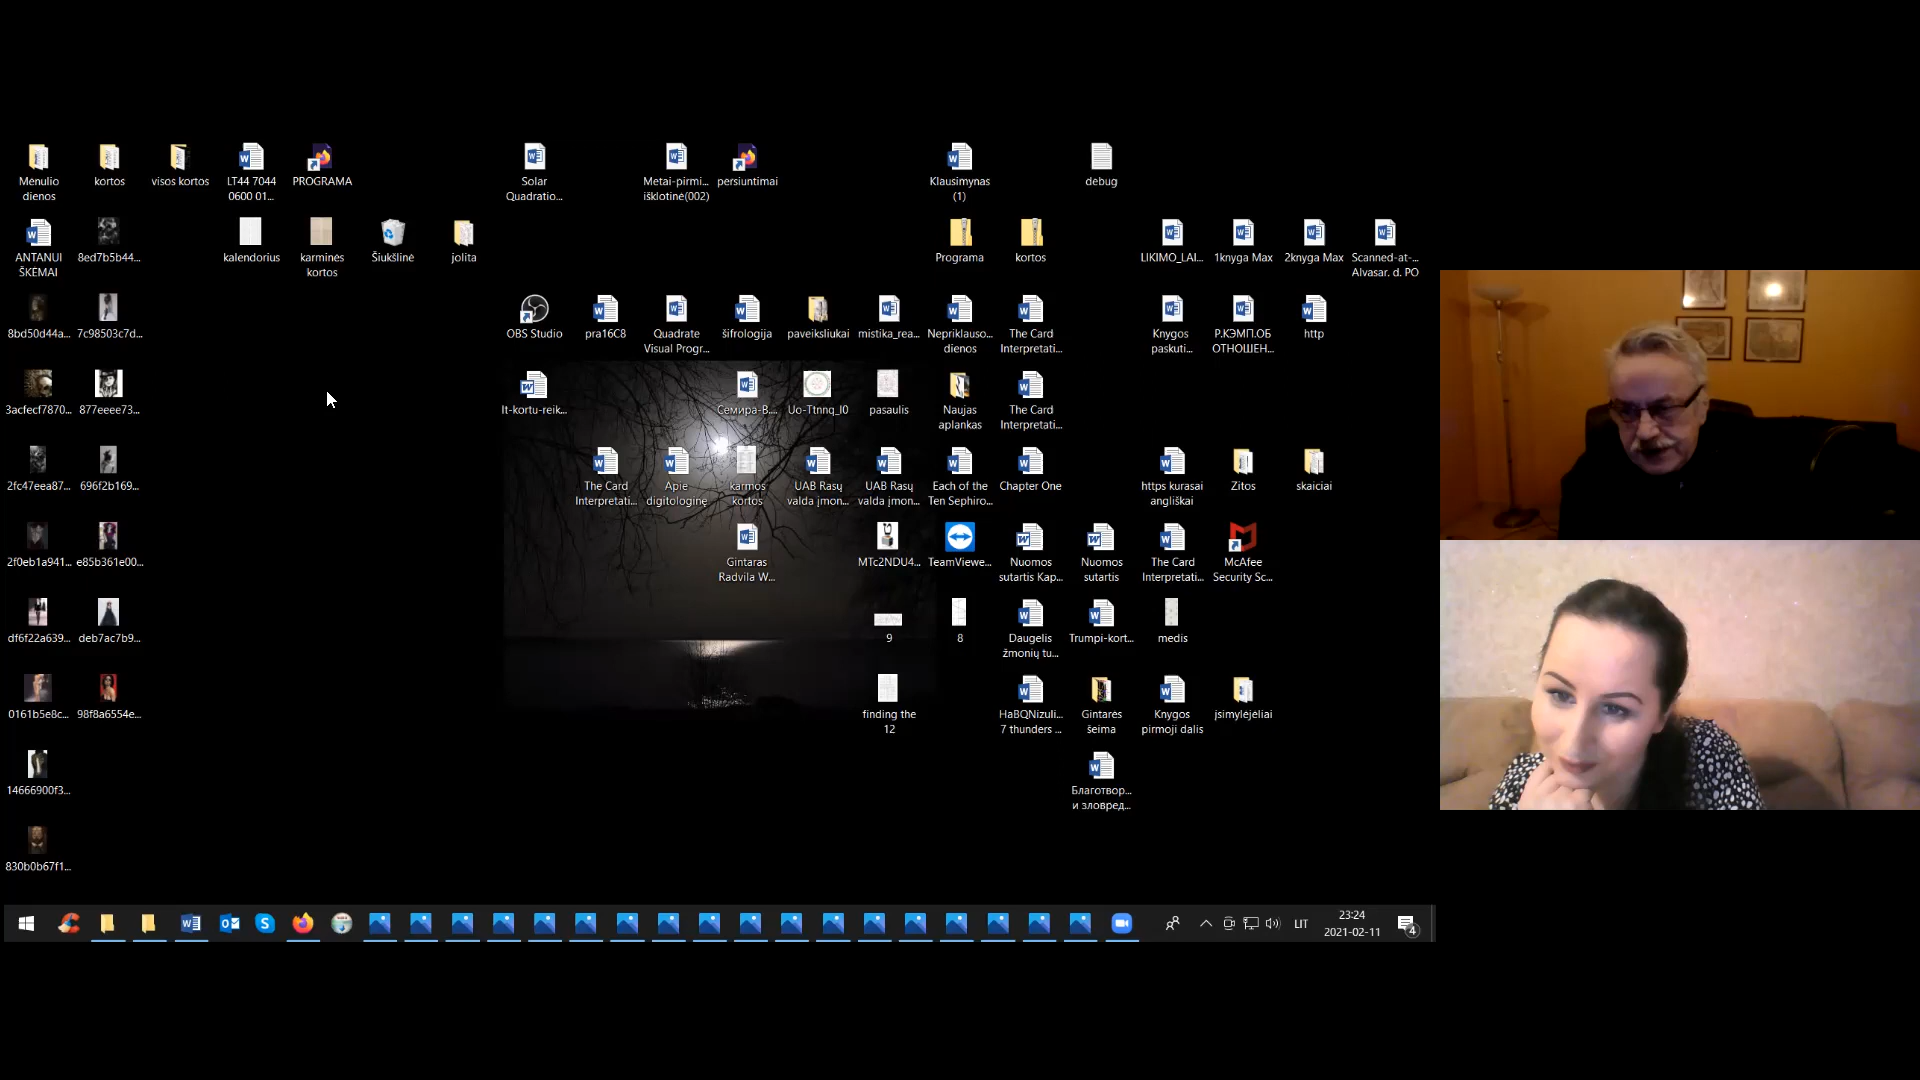 Menulio
dienos
kortos
visos kortos
LT44 7044
0600 01...
PROGRAMA
Solar
Quadratio...
Metai-pirmi...
išklotinė(002)
persiuntimai
Klausimynas
(1)
debug
ANTANUI
ŠKĖMAI
8ed7b5b44...
kalendorius
karminės
kortos
Šiukšlinė
jolita
Programa
kortos
LIKIMO_LAI...
1knyga Max
2knyga Max
Scanned-at-...
Alvasar. d. PO
8bd50d44a...
7c98503c7d...
OBS Studio
pra16C8
Quadrate
Visual Progr...
šifrologija
paveiksliukai
mistika_rea...
Nepriklauso...
dienos
The Card
Interpretati...
Knygos
paskuti...
Р.КЭМП.ОБ
ОТНОШЕН...
http
3acfecf7870...
877eeee73...
lt-kortu-reik...
Семира-В....
Uo-Ttnnq_I0
pasaulis
Naujas
aplankas
The Card
Interpretati...
2fc47eea87...
696f2b169...
The Card
Interpretati...
Apie
digitologinę
karmos
kortos
UAB Rasų
valda įmon...
UAB Rasų
valda įmon...
Each of the
Ten Sephiro...
Chapter One
https kurasai
angliškai
Zitos
skaiciai
2f0eb1a941...
e85b361e00...
Gintaras
Radvila W...
MTc2NDU4...
TeamViewe...
Nuomos
sutartis Kap...
Nuomos
sutartis
The Card
Interpretati...
McAfee
Security Sc...
df6f22a639...
deb7ac7b9...
9
8
Daugelis
žmonių tu...
Trumpi-kort...
medis
0161b5e8c...
98f8a6554e...
finding the
12
HaBQNizuli...
7 thunders ...
Gintarės
šeima
Knygos
pirmoji dalis
įsimylėjėliai
14666900f3...
Благотвор...
и зловред...
830b0b67f1...
LIT
23:24
2021-02-11
4